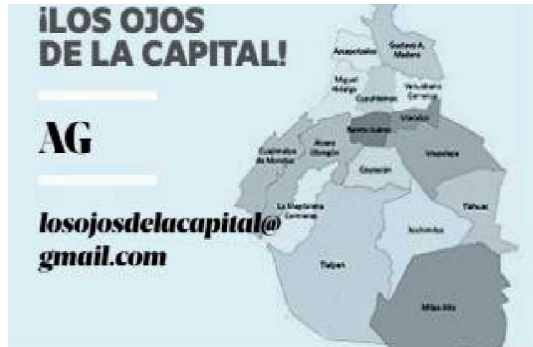 ¡LOS OJOS
DE LA CAPITAL!
AG
losojosdelacapital@
gmail.com
Gustavo A.
Madero
Azcapotzalco
Miguel
Hidalgo
Cuauhtémoc
Venustiano
Carranza
Iztacalco
Benito Juárez
Cuajimalpa
de Morelos
Álvaro
Obregón
Iztapalapa
Coyoacán
La Magdalena
Contreras
Tláhuac
Xochimilco
Tlalpan
Milpa Alta